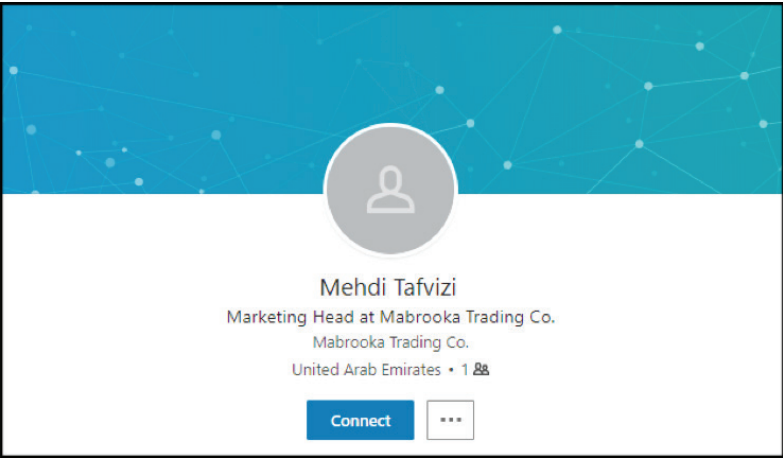 Mehdi Tafvizi
Marketing Head at Mabrooka Trading Co.
Mabrooka Trading Co.
United Arab Emirates • 1
Connect